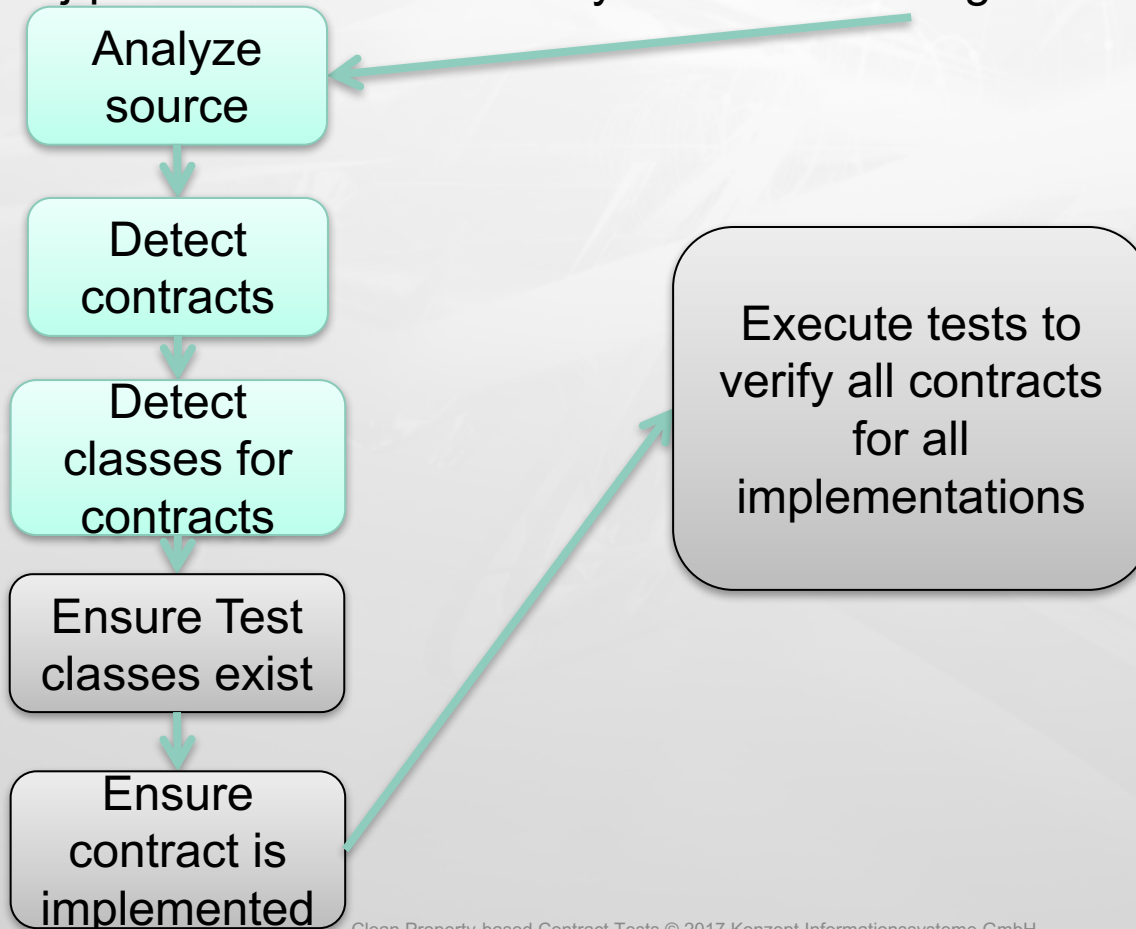 Analyze
source
Detect
contracts
Detect
classes for
contracts
Ensure Test
classes exist
Ensure
contract is
implemented
Execute tests to
verify all contracts
for all
implementations
Clean Property-based Contract Tests © 2017 Konzept Informationssysteme GmbH